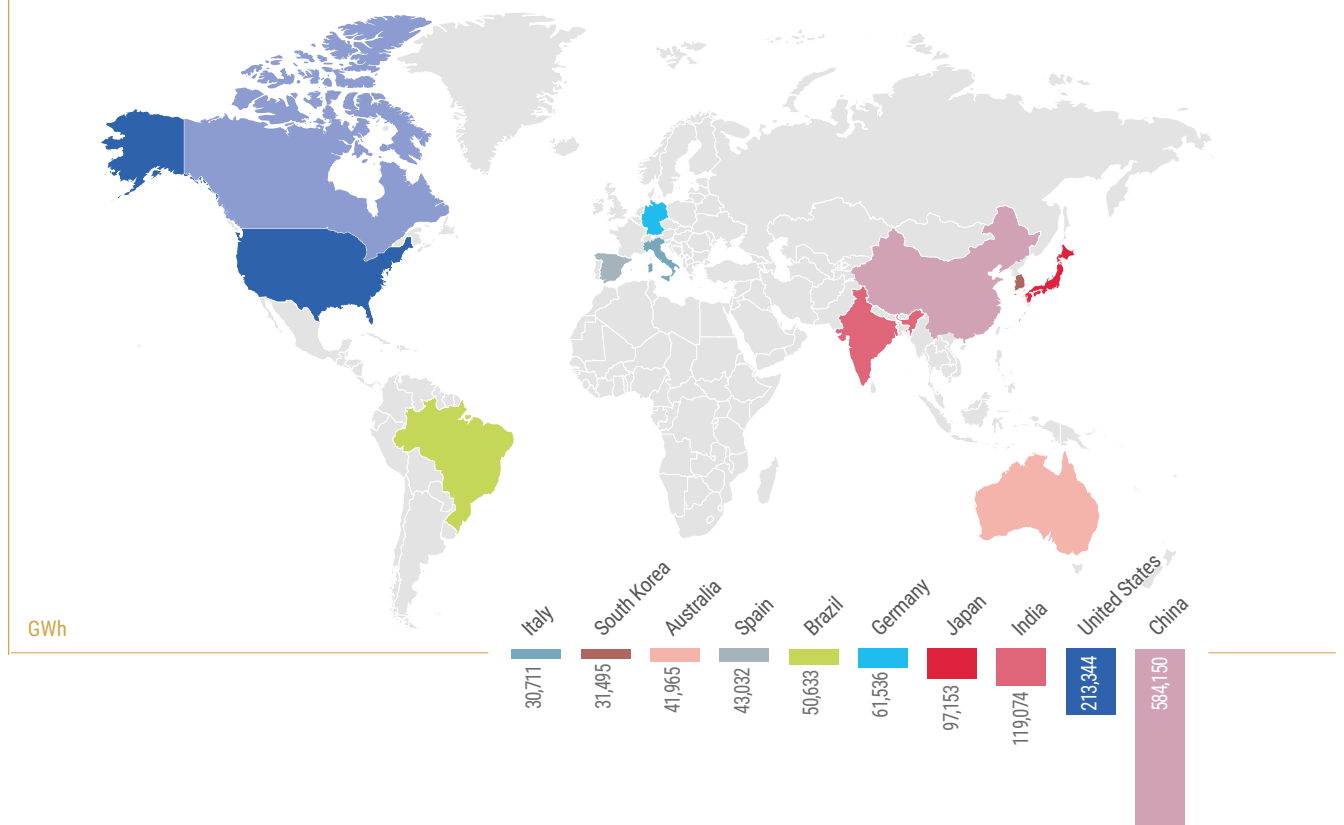 GWh
Italy
South Korea
Australia
Spain
Brazil
Germany
Japan
India
United States
China
30,711
31,495
41,965
43,032
50,633
61,536
97,153
119,074
213,344
584,150